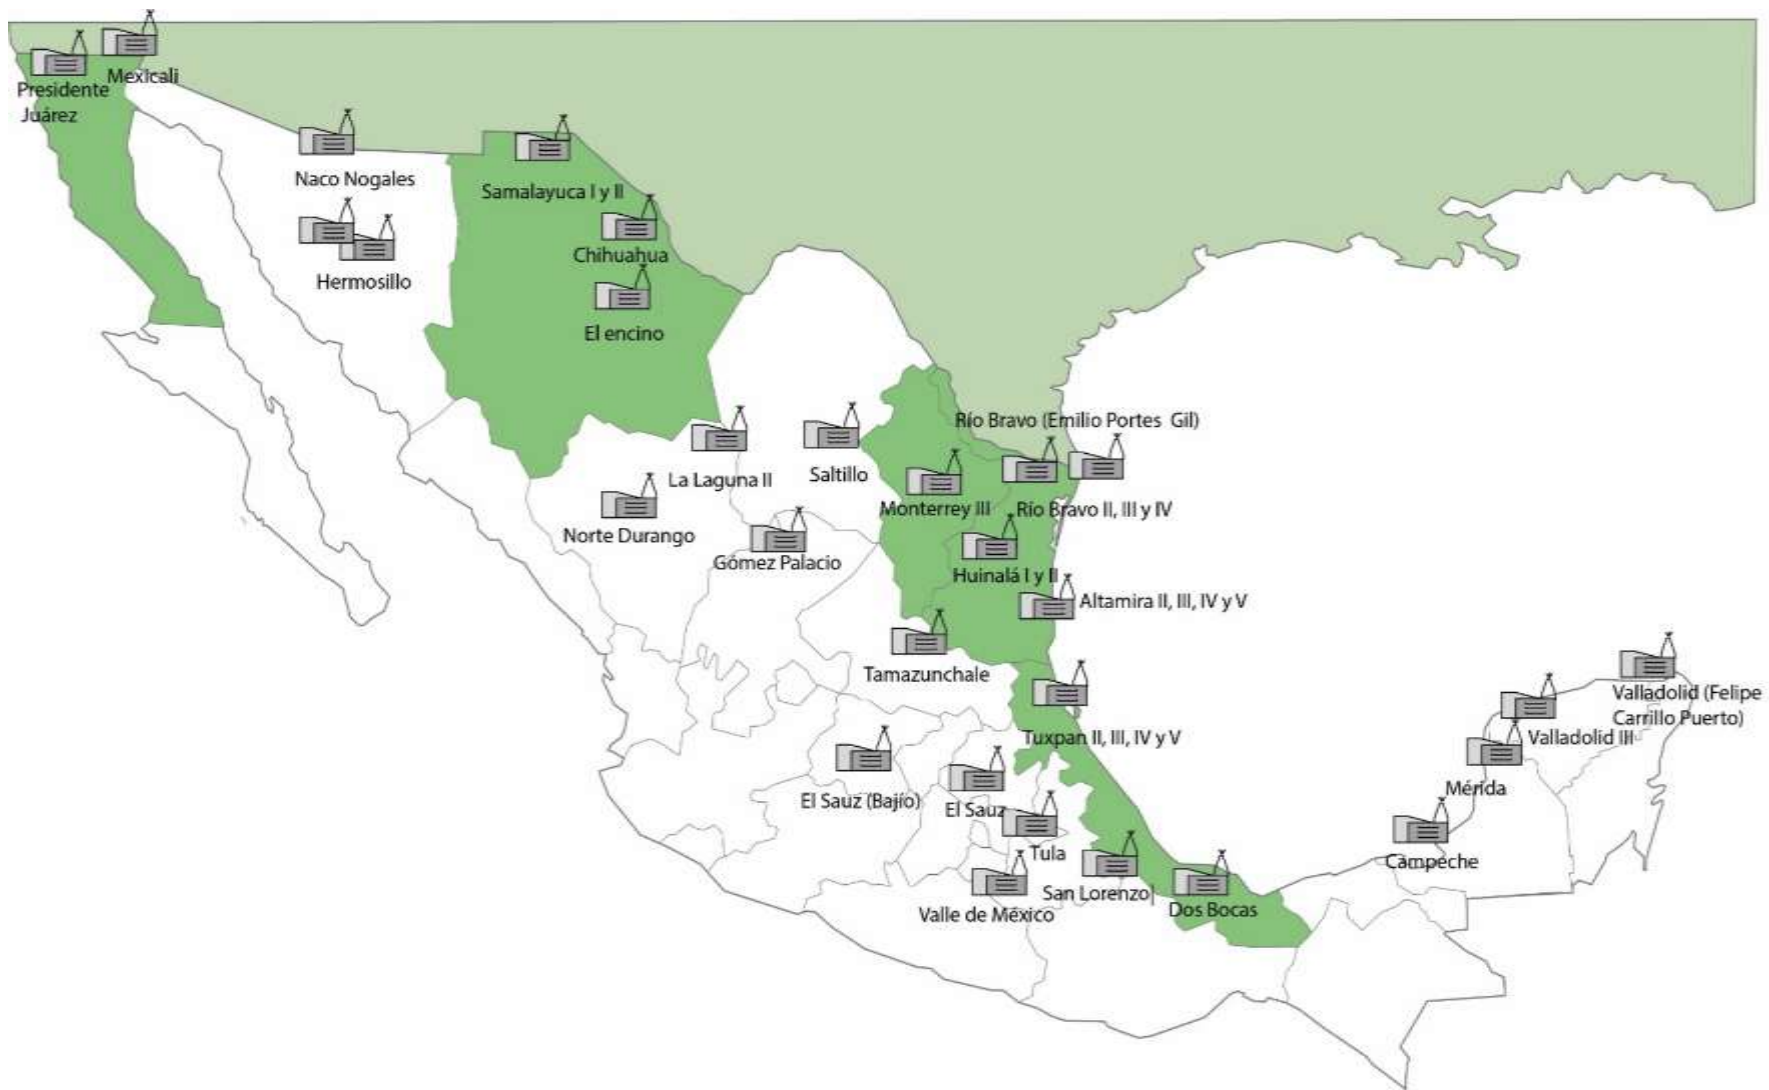 Mexicali
Presidente
Juárez
Naco Nogales
Samalayuca I y II
Chihuahua
Hermosillo
El encino
Río Bravo (Emilio Portes Gil)
La Laguna II
Saltillo
Monterrey III
Río Bravo II, III y IV
Norte Durango
Gómez Palacio
Huinalá I y II
Altamira II, III, IV y V
Tamazunchale
Valladolid (Felipe
Carrillo Puerto)
Tuxpan II, III, IV y V
Valladolid III
Mérida
El Sauz (Bajío)
El Sauz
Tula
Campeche
San Lorenzo|
Valle de México
Dos Bocas